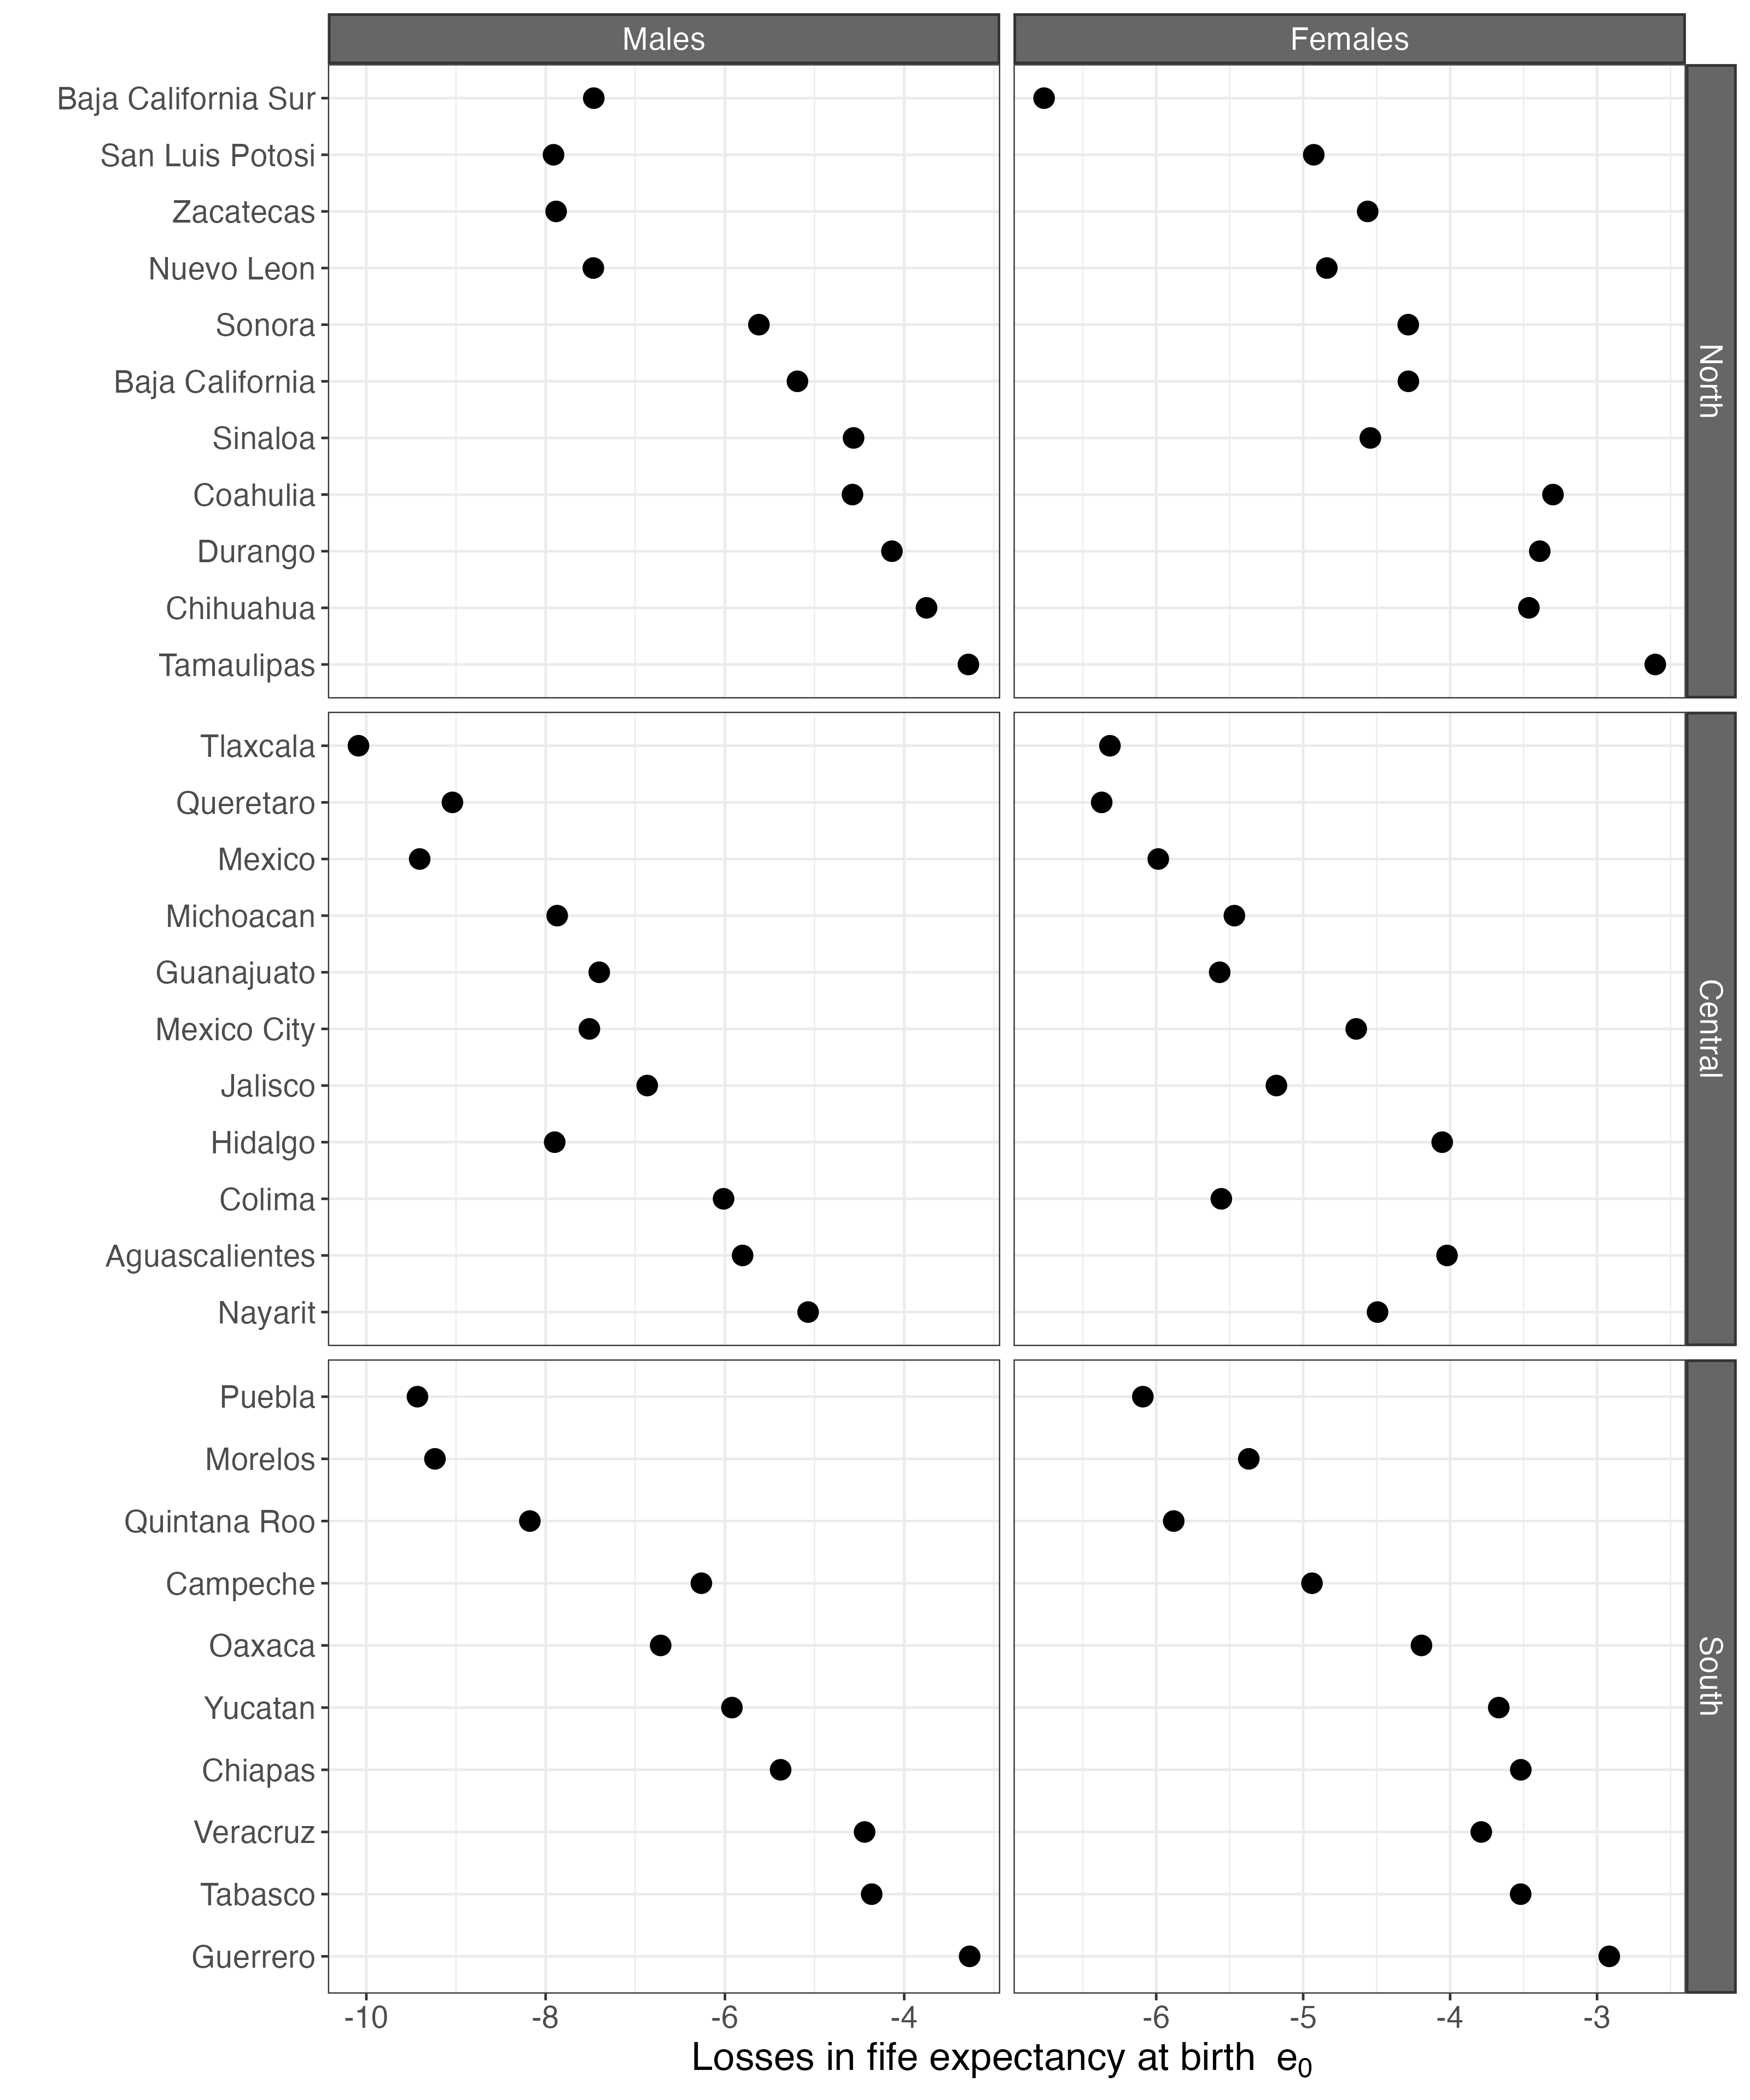 Males
Females
Baja California Sur
San Luis Potosi
Zacatecas
Nuevo Leon
Sonora
Baja California
Sinaloa
Coahulia
Durango
Chihuahua
Tamaulipas
North
Tlaxcala
Queretaro
Mexico
Michoacan
Guanajuato
Mexico City
Jalisco
Hidalgo
Colima
Aguascalientes
Nayarit
Central
Puebla
Morelos
Quintana Roo
Campeche
Oaxaca
Yucatan
Chiapas
Veracruz
Tabasco
Guerrero
South
-10 -8 -6 -4
-6 -5 -4 -3
Losses in fife expectancy at birth e0